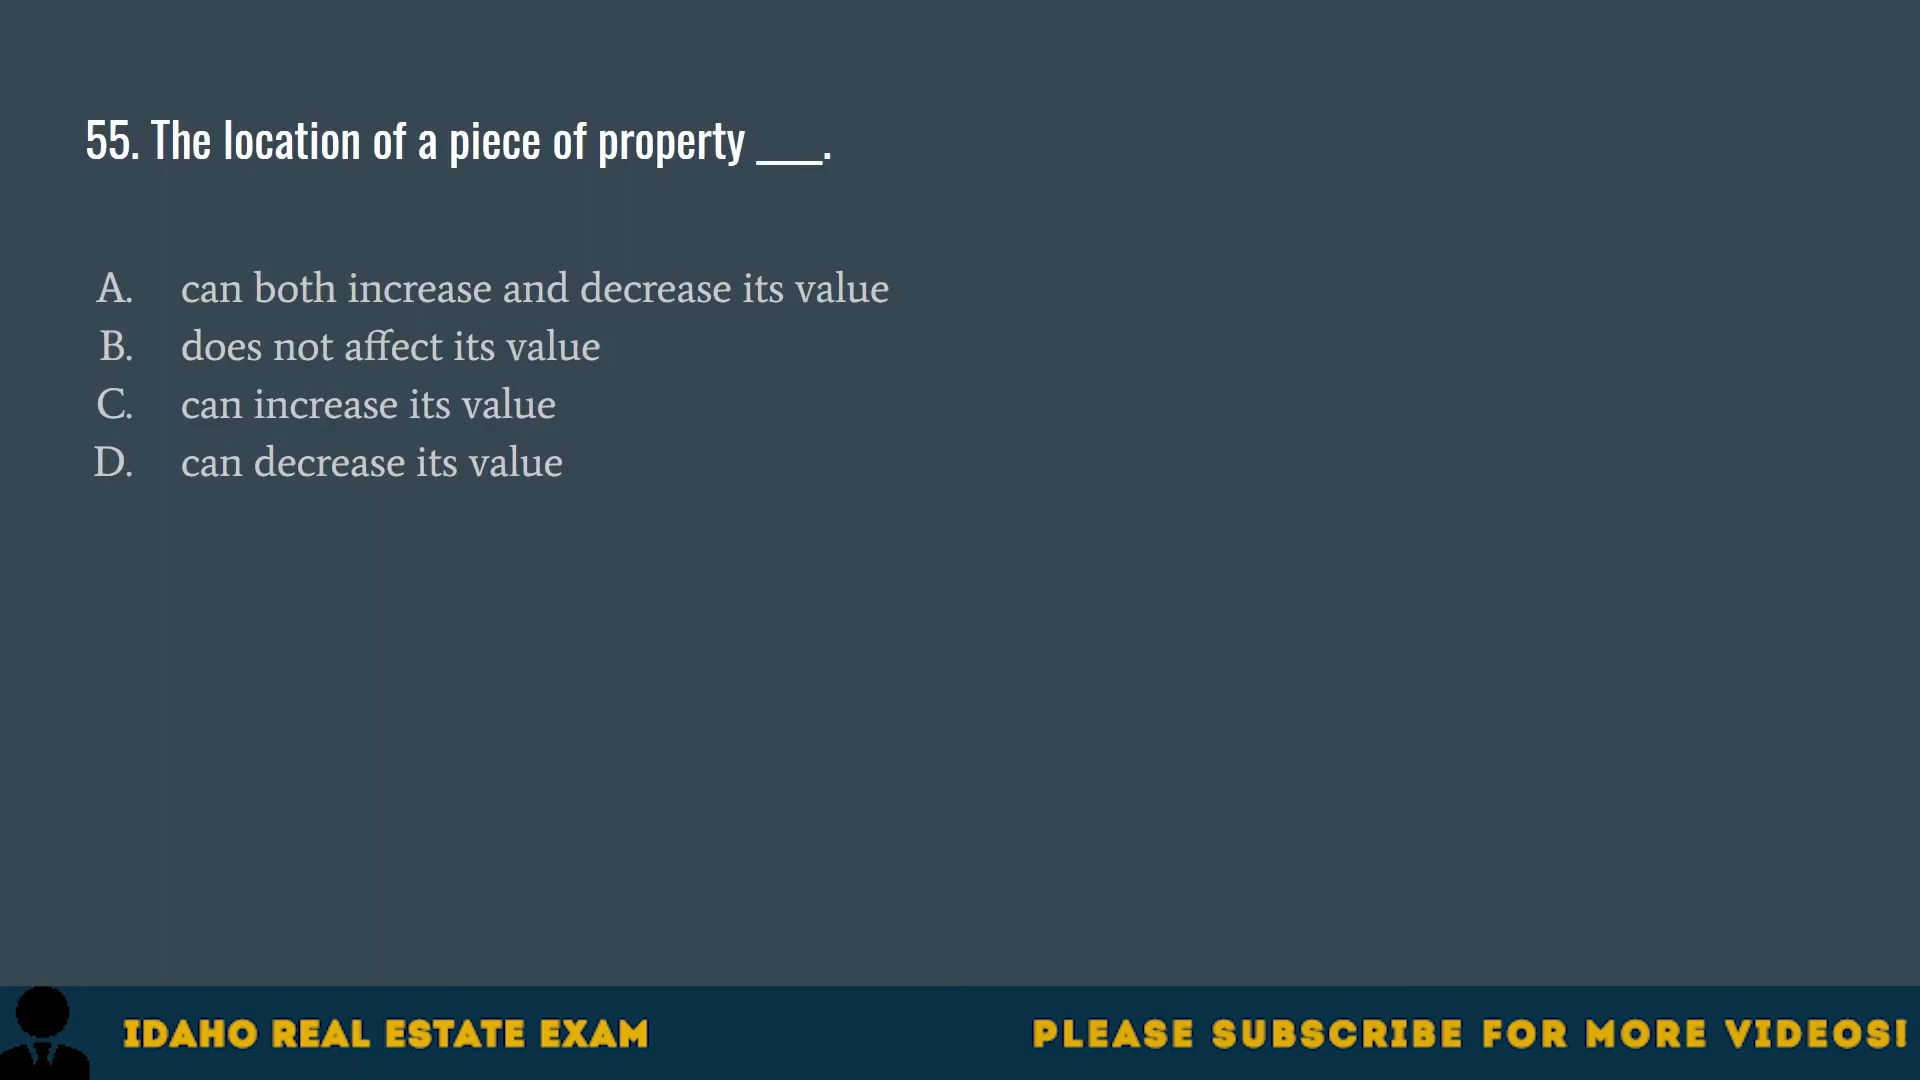 55. The location of a piece of property ____.
A. can both increase and decrease its value
B. does not affect its value
C. can increase its value
D. can decrease its value
IDAHO REAL ESTATE EXAM
PLEASE SUBSCRIBE FOR MORE VIDEOS!